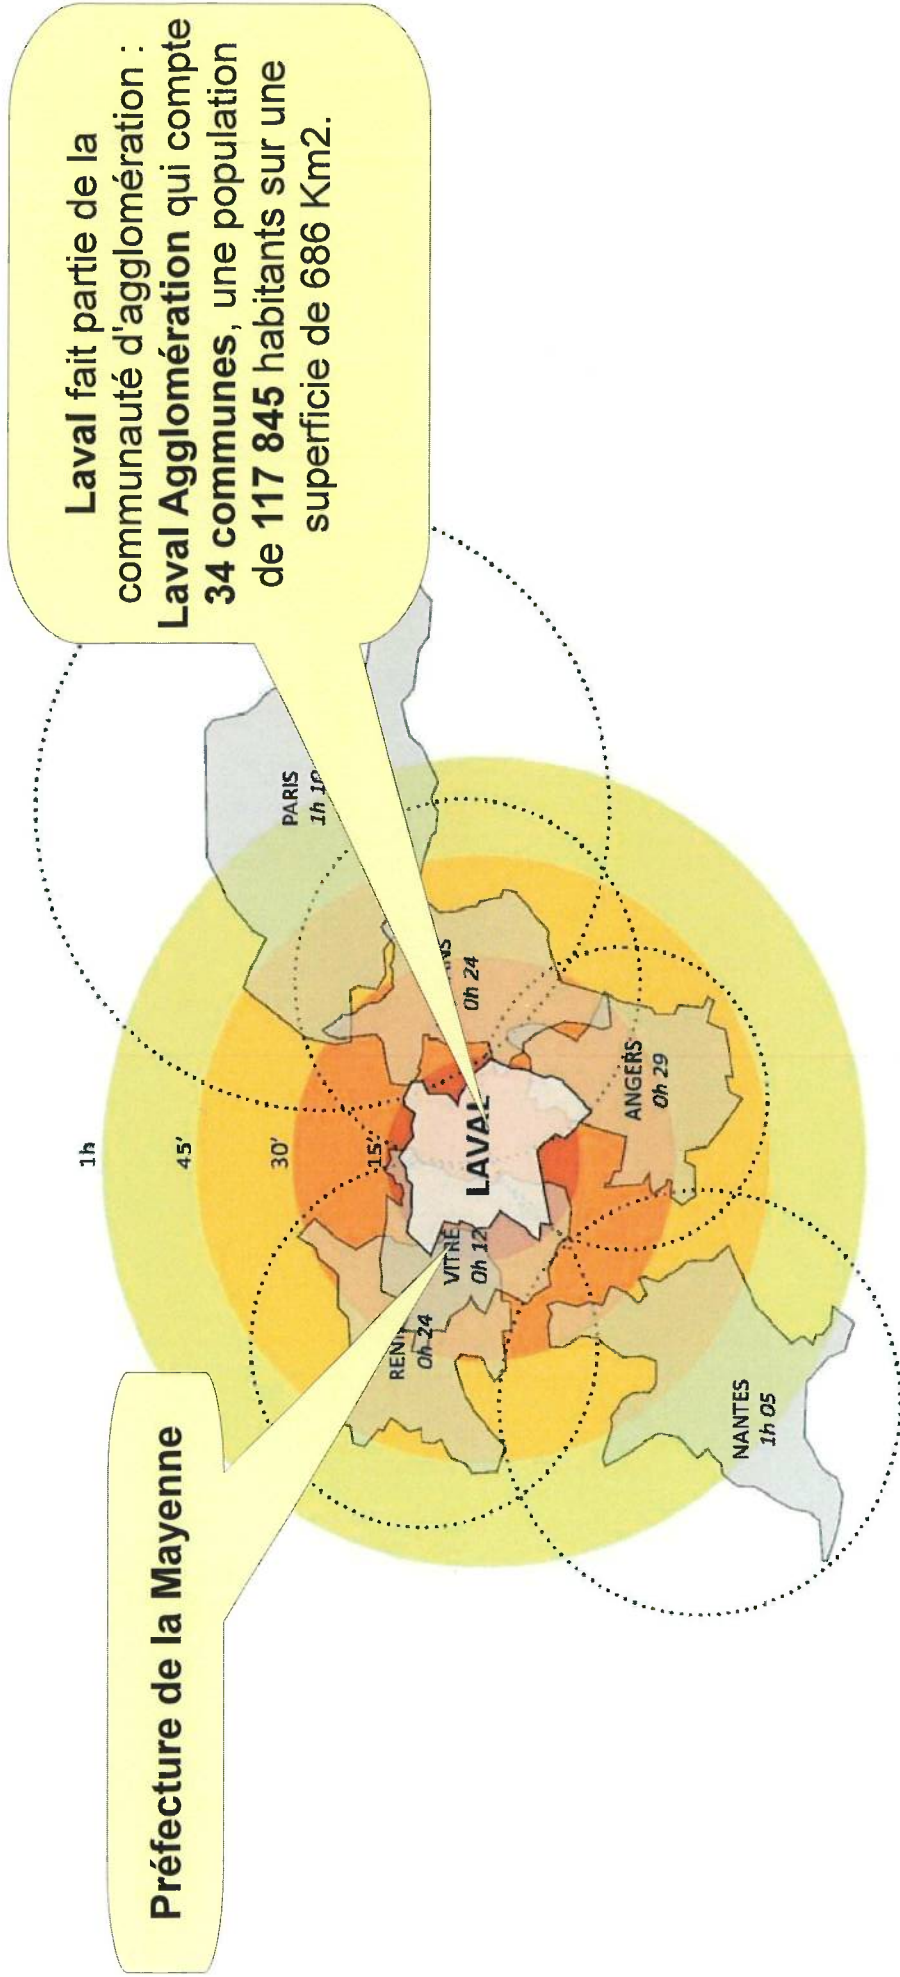 Préfecture de la Mayenne
Laval fait partie de la
communauté d'agglomération :
Laval Agglomération qui compte
34 communes, une population
de 117 845 habitants sur une
superficie de 686 Km2.
1h
45'
30'
15'
PARIS
1h
0h 24
VITRÉ
0h 12
0h 24
LAVAL
ANGERS
0h 29
NANTES
1h 05